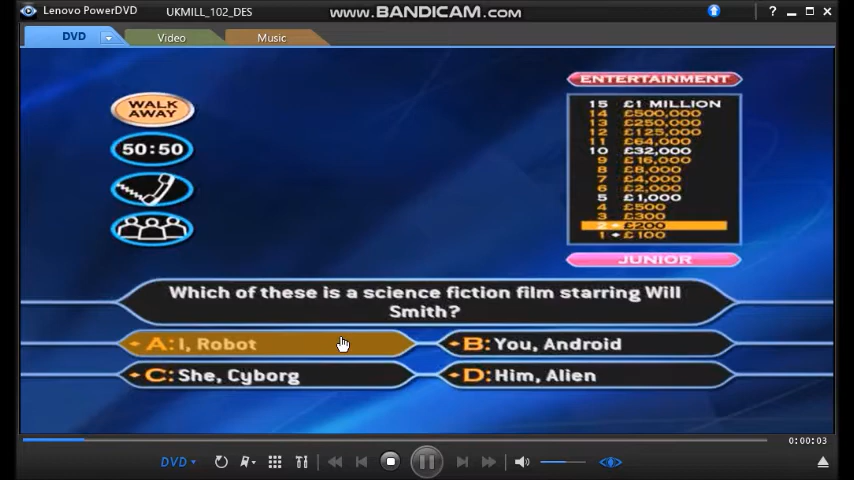 Lenovo PowerDVD
UKMILL_102_DES
www.BANDICAM.com
DVD
Video
Music
WALK
AWAY
50:50
ENTERTAINMENT
15 £1 MILLION
14 £500,000
13 £250,000
12 £125,000
11 £64,000
10 £32,000
9 £16,000
8 £8,000
7 £4,000
6 £2,000
5 £1,000
4 £500
3 £300
2 £200
1 £100
JUNIOR
Which of these is a science fiction film starring Will
Smith?
A: I, Robot
B: You, Android
C: She, Cyborg
D: Him, Alien
0:00:03
DVD